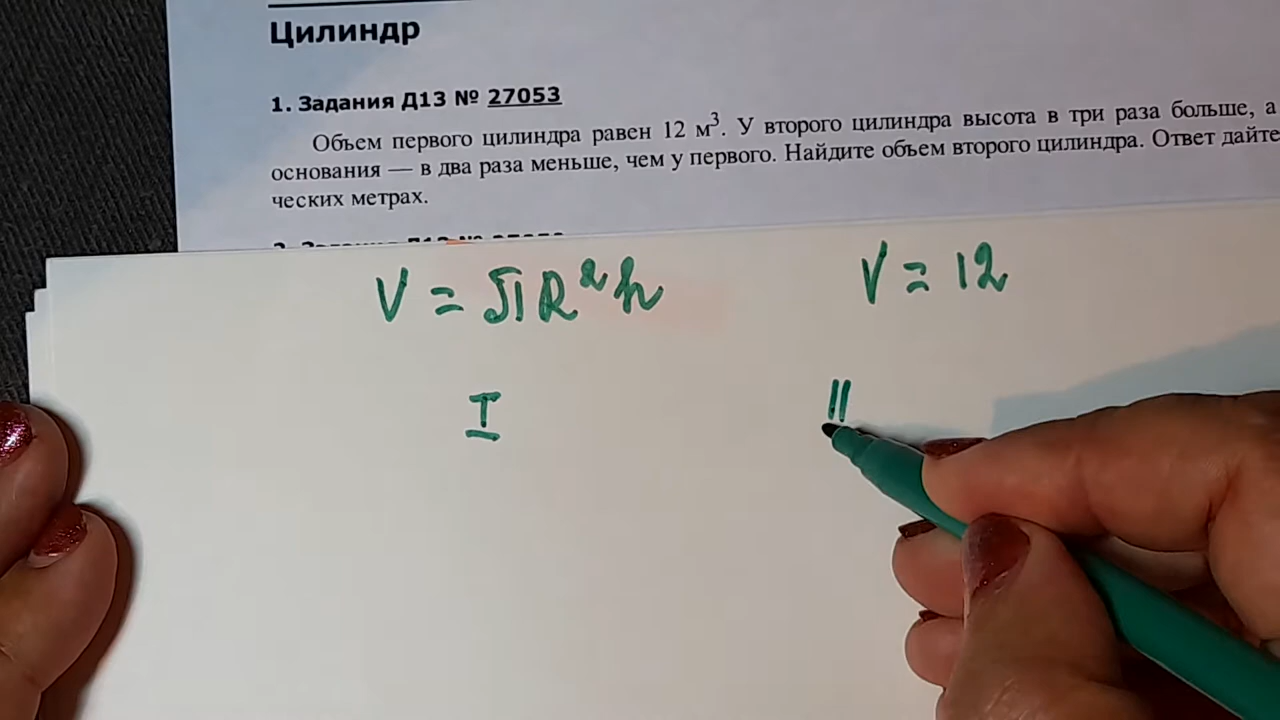 Цилиндр
1. Задания Д13 № 27053
Объем первого цилиндра равен 12 м³. У второго цилиндра высота в три раза больше, а
основания — в два раза меньше, чем у первого. Найдите объем второго цилиндра. Ответ дайте
ческих метрах.
V = πR²h V = 12
I II